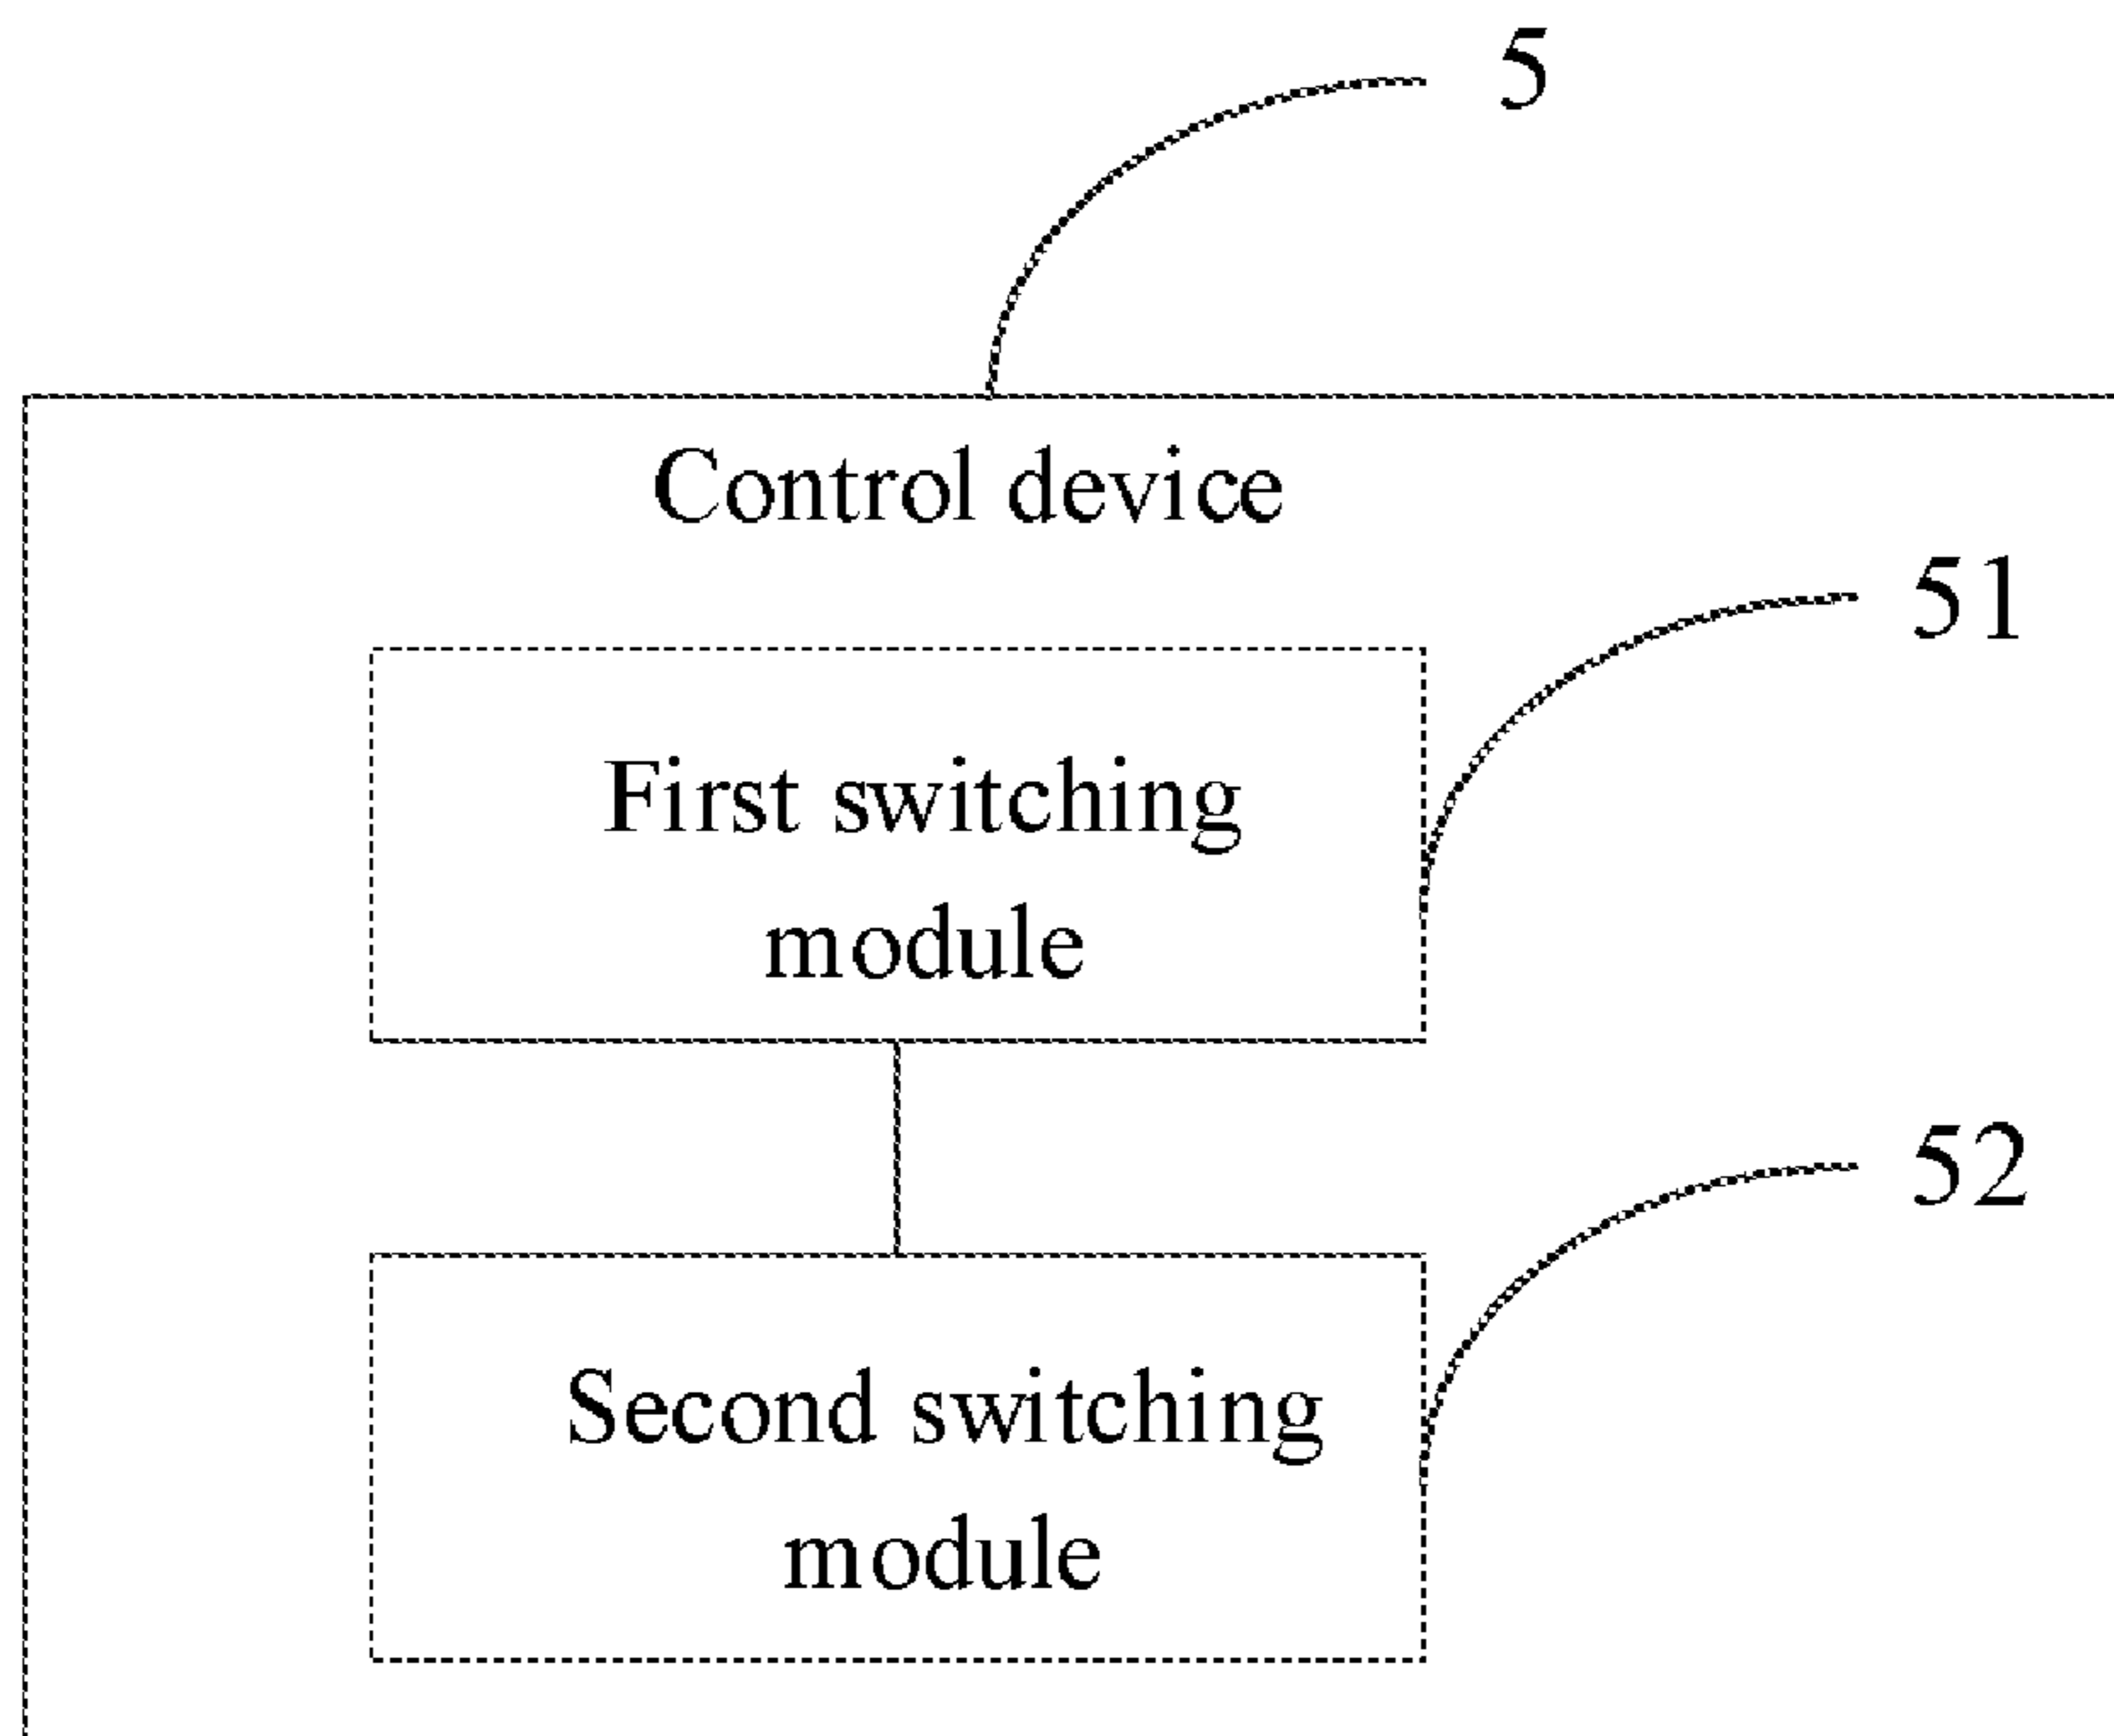 5
Control device
51
First switching
module
52
Second switching
module